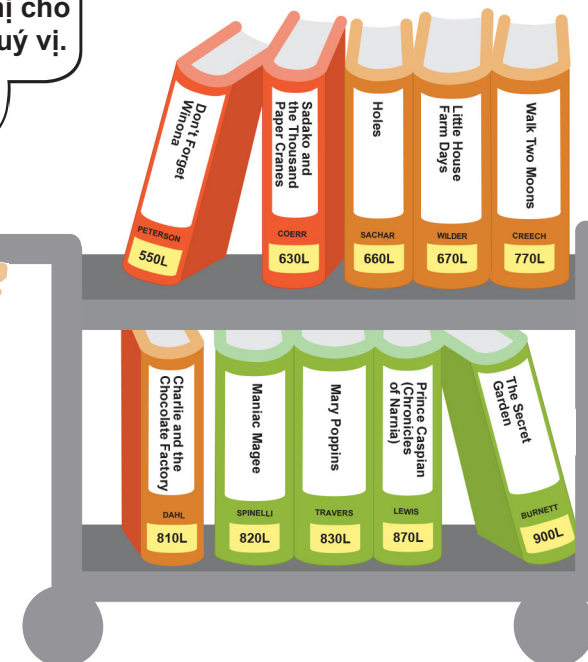 hị cho
uý vị.
Don't Forget
Winona
PETERSON
550L
Sadako and
the Thousand
Paper Cranes
COERR
630L
Holes
SACHAR
660L
Little House
Farm Days
WILDER
670L
Walk Two Moons
CREECH
770L
Charlie and the
Chocolate Factory
DAHL
810L
Maniac Magee
SPINELLI
820L
Mary Poppins
TRAVERS
830L
Prince Caspian
(Chronicles
of Narnia)
LEWIS
870L
The Secret
Garden
BURNETT
900L